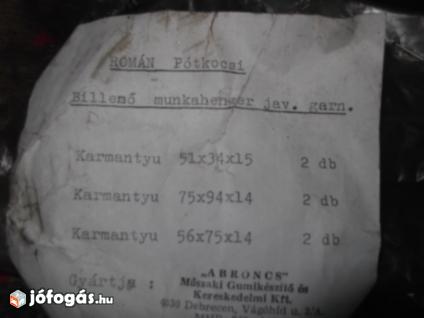 ROMÁN Pótkocsi
Billenő munkahenger jav. garn.
Karmantyu 51x34x15 2 db
Karmantyu 75x94x14 2 db
Karmantyu 56x75x14 2 db
Gyártja : „ABRONCS"
Műszaki Gumikészítő és
Kereskedelmi Kft.
4030 Debrecen, Vágóhíd u.
jófogás.hu